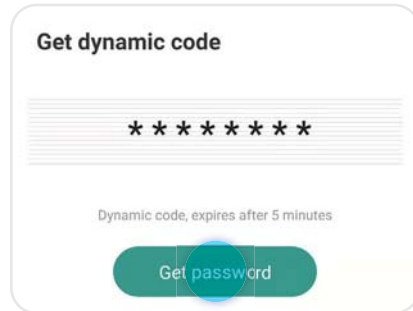 Get dynamic code
********
Dynamic code, expires after 5 minutes
Get password